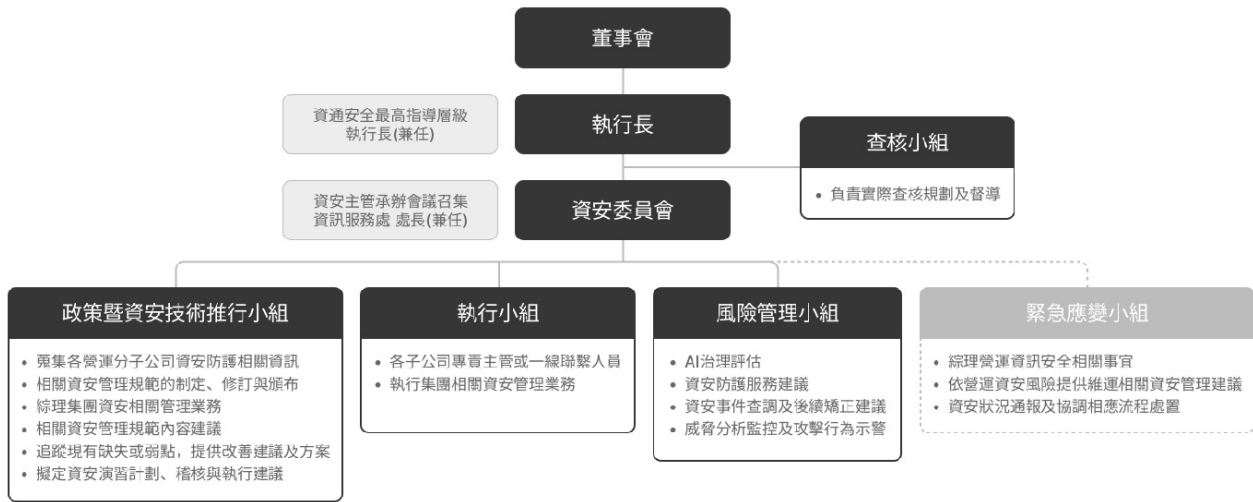 董事會
資通安全最高指導層級
執行長(兼任)
執行長
查核小組
• 負責實際查核規劃及督導
資安主管承辦會議召集
資訊服務處 處長(兼任)
資安委員會
政策暨資安技術推行小組
• 蒐集各營運分子公司資安防護相關資訊
• 相關資安管理規範的制定、修訂與頒布
• 綜理集團資安相關管理業務
• 相關資安管理規範內容建議
• 追蹤現有缺失或弱點，提供改善建議及方案
• 擬定資安演習計劃、稽核與執行建議
執行小組
• 各子公司專責主管或一線聯繫人員
• 執行集團相關資安管理業務
風險管理小組
• AI治理評估
• 資安防護服務建議
• 資安事件查調及後續矯正建議
• 威脅分析監控及攻擊行為示警
緊急應變小組
• 綜理營運資訊安全相關事宜
• 依營運資安風險提供維運相關資安管理建議
• 資安狀況通報及協調相應流程處置